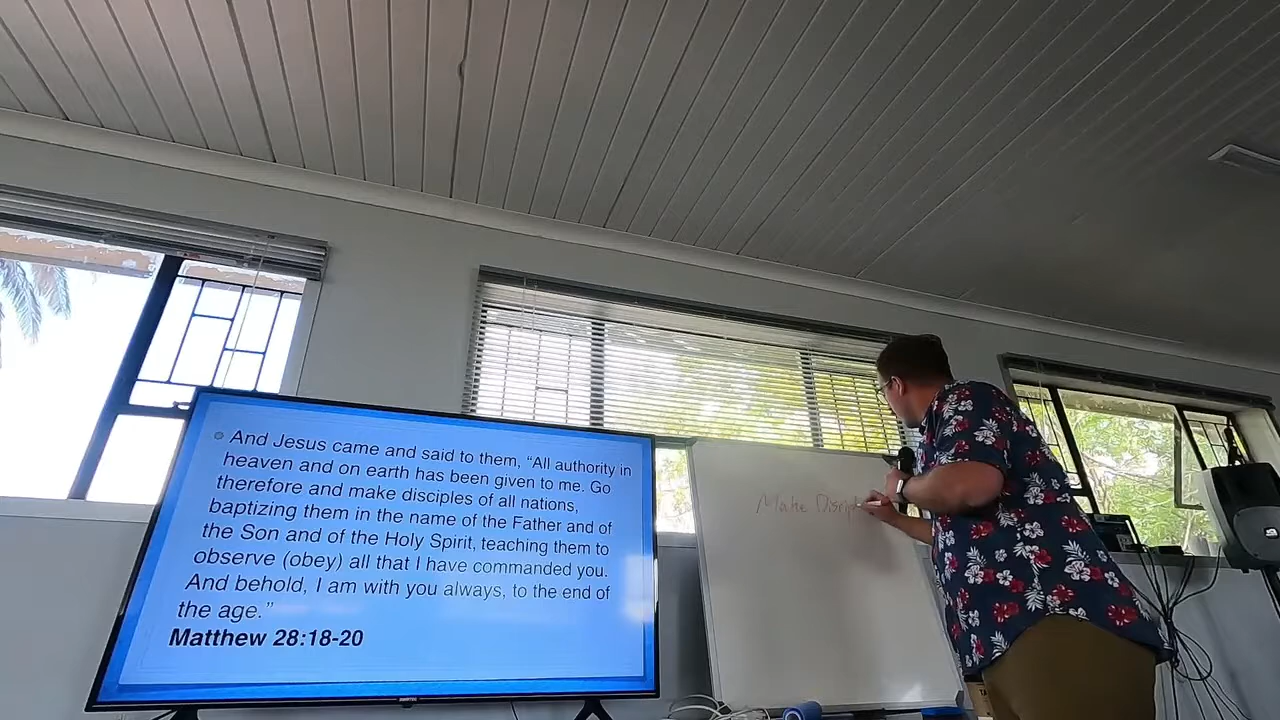 And Jesus came and said to them, “All authority in
heaven and on earth has been given to me. Go
therefore and make disciples of all nations,
baptizing them in the name of the Father and of
the Son and of the Holy Spirit, teaching them to
observe (obey) all that I have commanded you.
And behold, I am with you always, to the end of
the age.”
Matthew 28:18-20
Make Discip